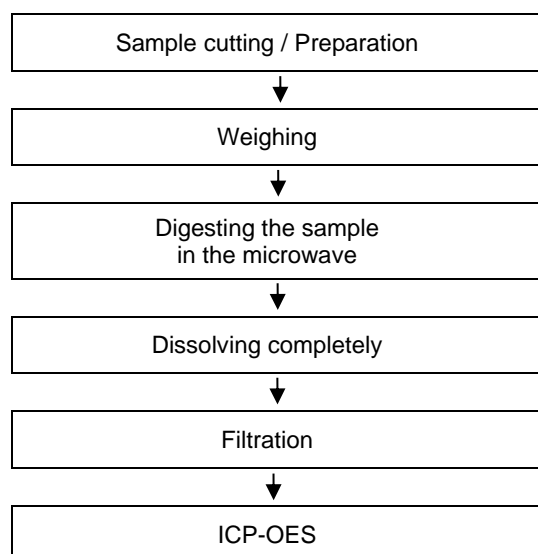 Sample cutting / Preparation
Weighing
Digesting the sample
in the microwave
Dissolving completely
Filtration
ICP-OES